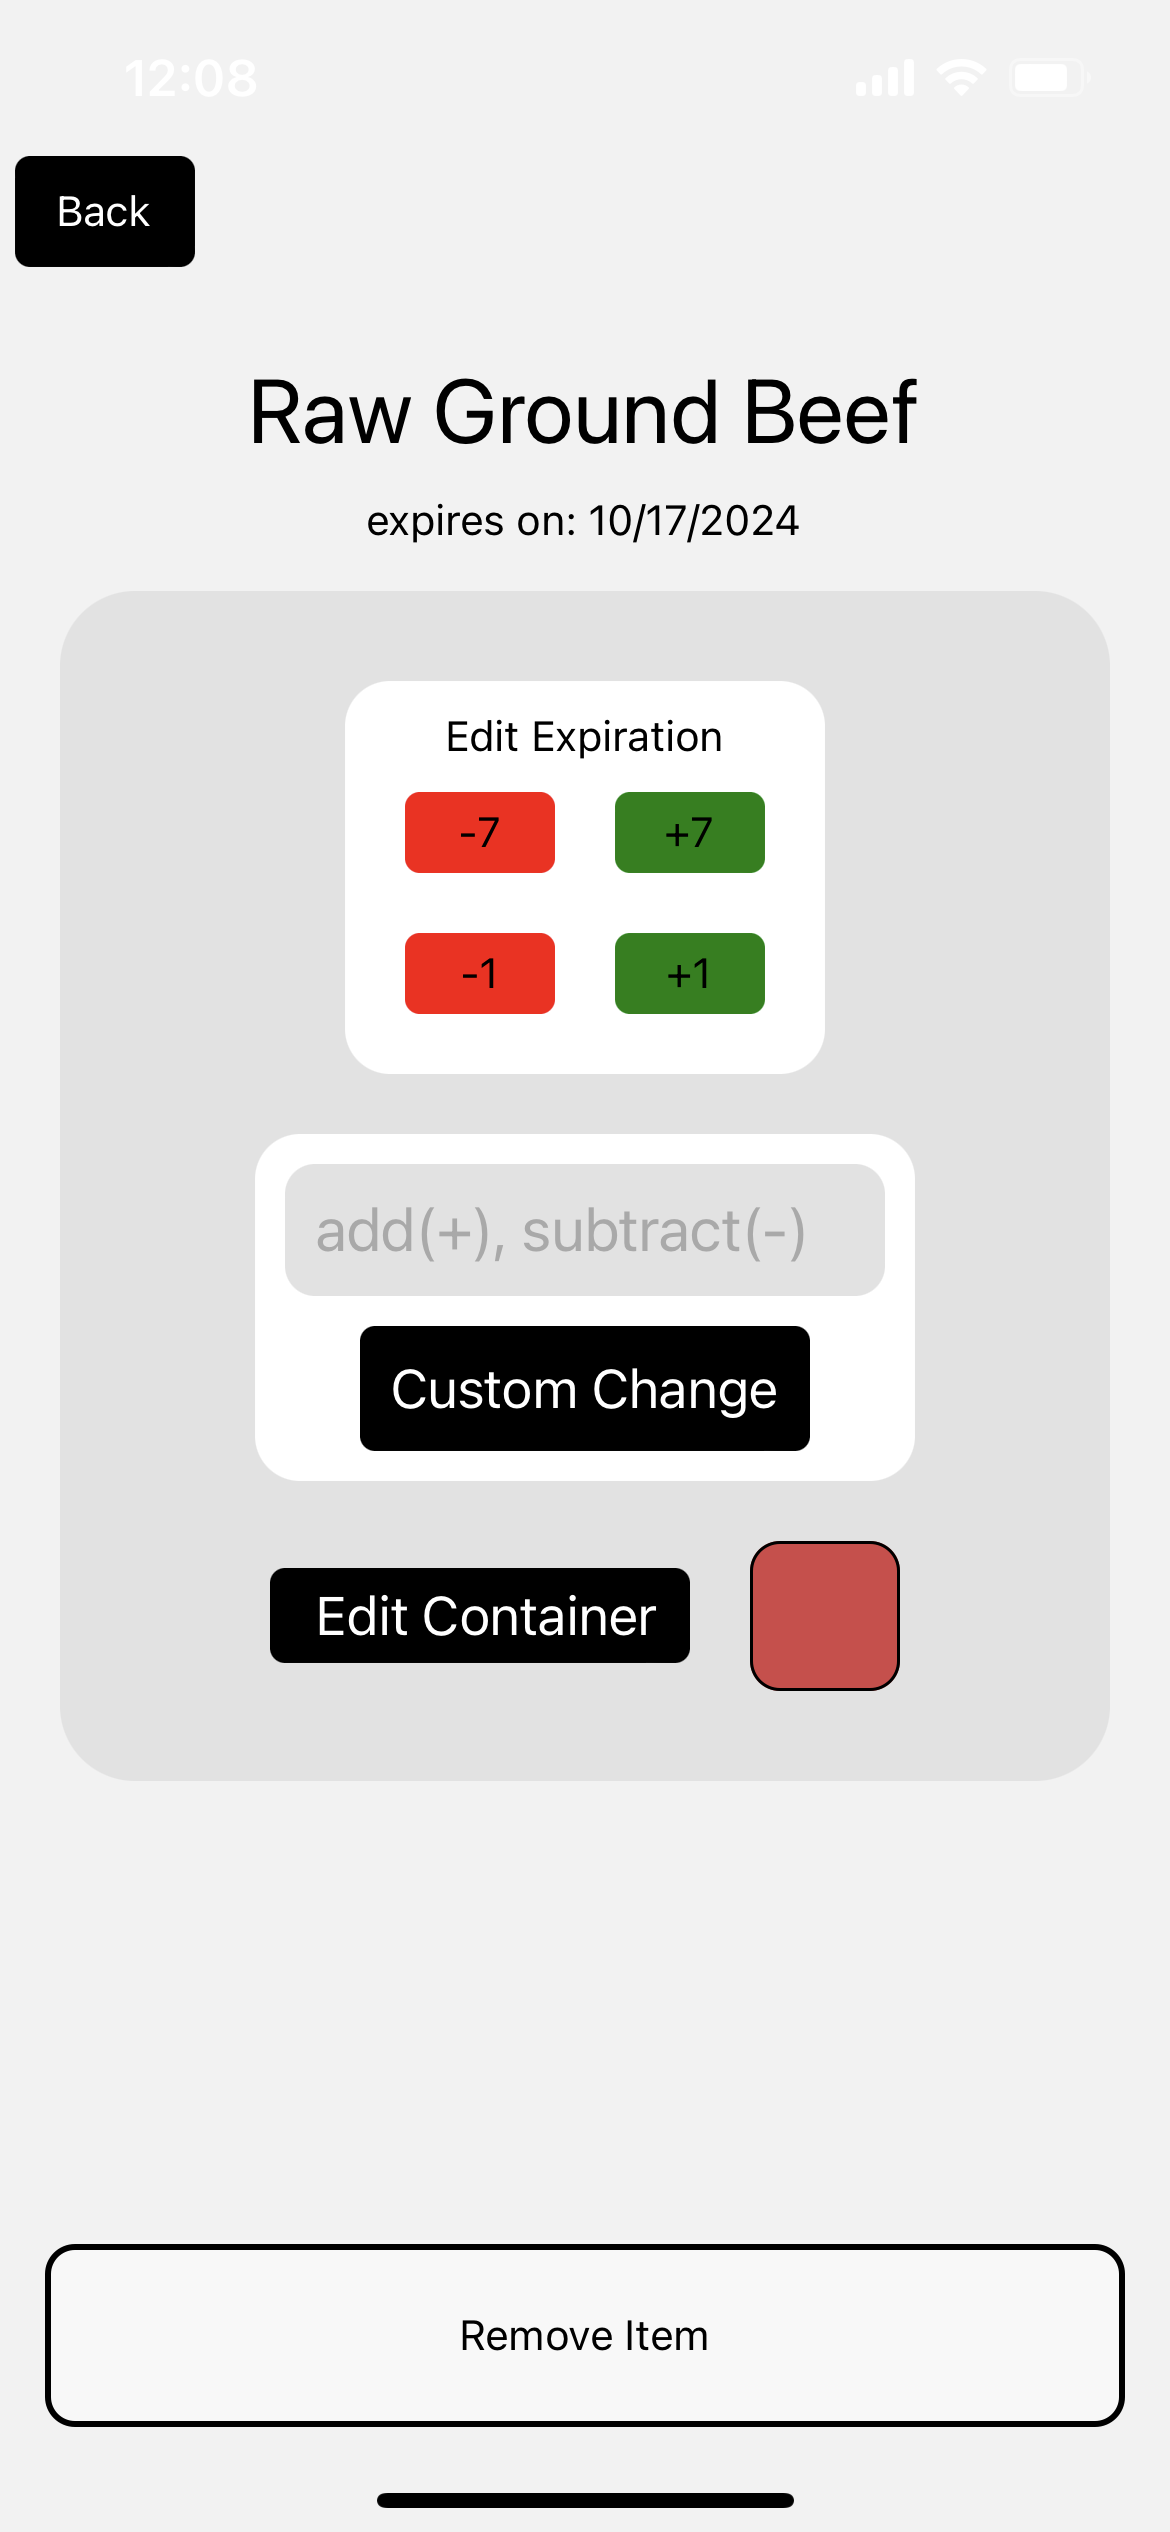 12:08
Back
Raw Ground Beef
expires on: 10/17/2024
Edit Expiration
-7 +7
-1 +1
add(+), subtract(-)
Custom Change
Edit Container
Remove Item